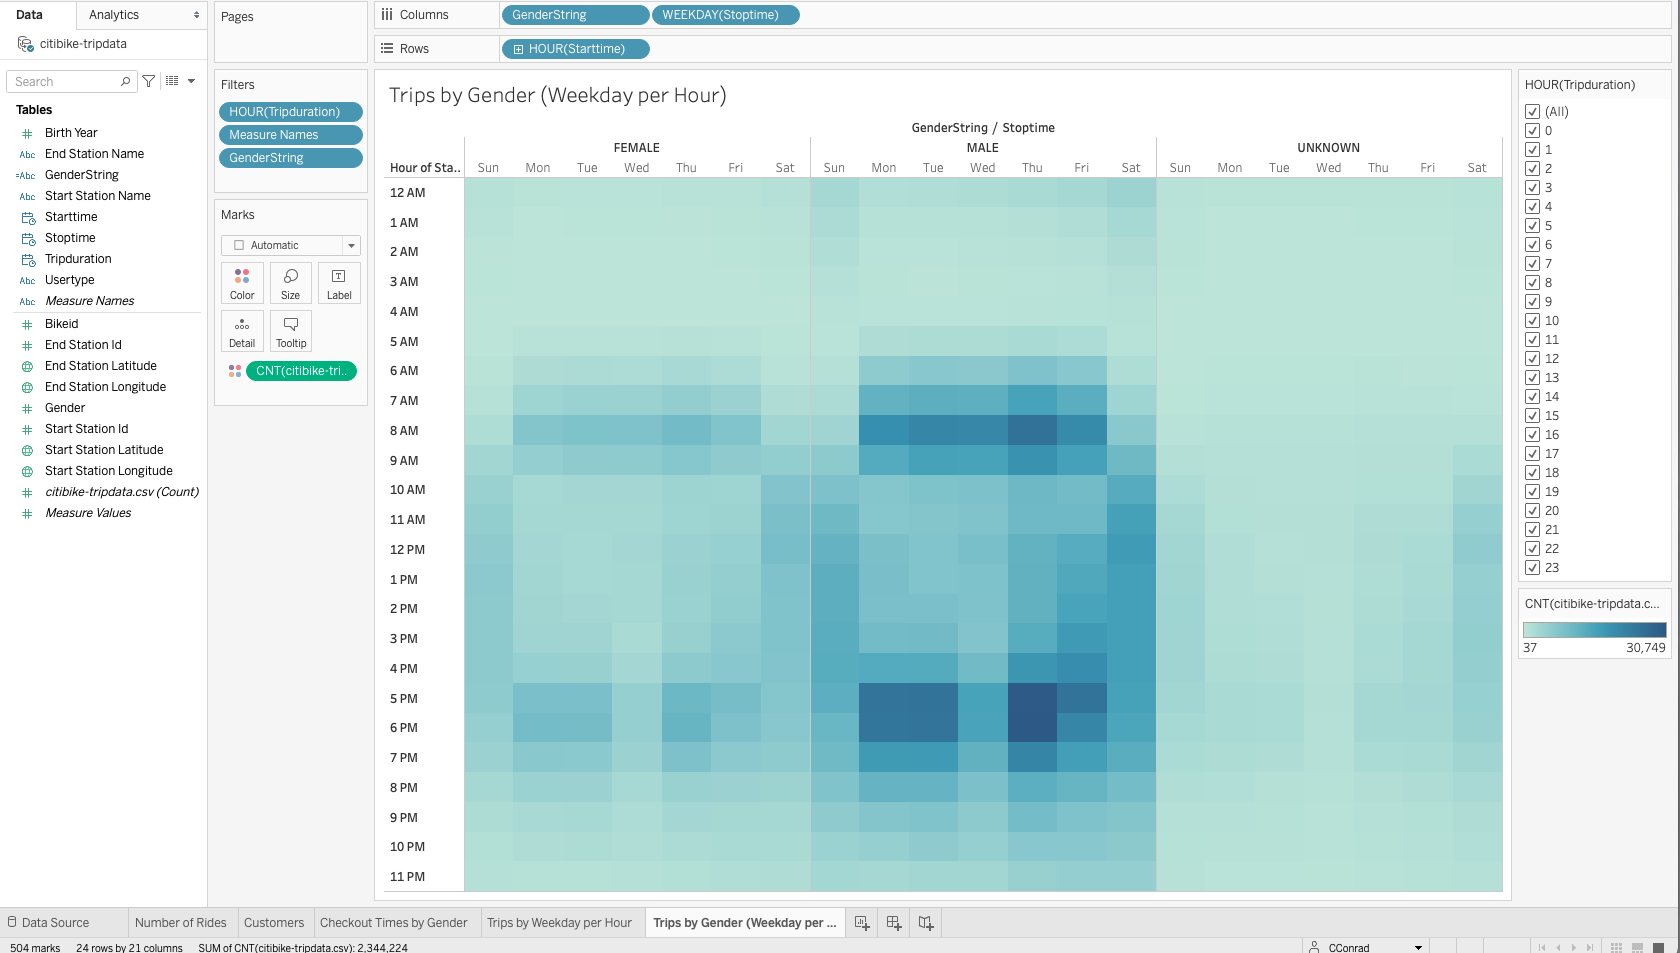 Data
Analytics
citibike-tripdata
Search
Tables
Birth Year
Abc End Station Name
=Abc GenderString
Abc Start Station Name
Starttime
Stoptime
Tripduration
Abc Usertype
Abc Measure Names
Bikeid
End Station Id
End Station Latitude
End Station Longitude
Gender
Start Station Id
Start Station Latitude
Start Station Longitude
citibike-tripdata.csv (Count)
Measure Values
Pages
Filters
HOUR(Tripduration)
Measure Names
GenderString
Marks
Automatic
Color
Size
T
Label
Detail
Tooltip
CNT(citibike-tri..
Columns
GenderString
WEEKDAY(Stoptime)
Rows
HOUR(Starttime)
Trips by Gender (Weekday per Hour)
GenderString / Stoptime
FEMALE MALE UNKNOWN
Hour of Sta.. Sun Mon Tue Wed Thu Fri Sat Sun Mon Tue Wed Thu Fri Sat Sun Mon Tue Wed Thu Fri Sat
12 AM
1 AM
2 AM
3 AM
4 AM
5 AM
6 AM
7 AM
8 AM
9 AM
10 AM
11 AM
12 PM
1 PM
2 PM
3 PM
4 PM
5 PM
6 PM
7 PM
8 PM
9 PM
10 PM
11 PM
HOUR(Tripduration)
(All)
0
1
2
3
4
5
6
7
8
9
10
11
12
13
14
15
16
17
18
19
20
21
22
23
CNT(citibike-tripdata.c...
37 30,749
Data Source
Number of Rides
Customers
Checkout Times by Gender
Trips by Weekday per Hour
Trips by Gender (Weekday per ...
504 marks 24 rows by 21 columns SUM of CNT(citibike-tripdata.csv): 2,344,224
CConrad